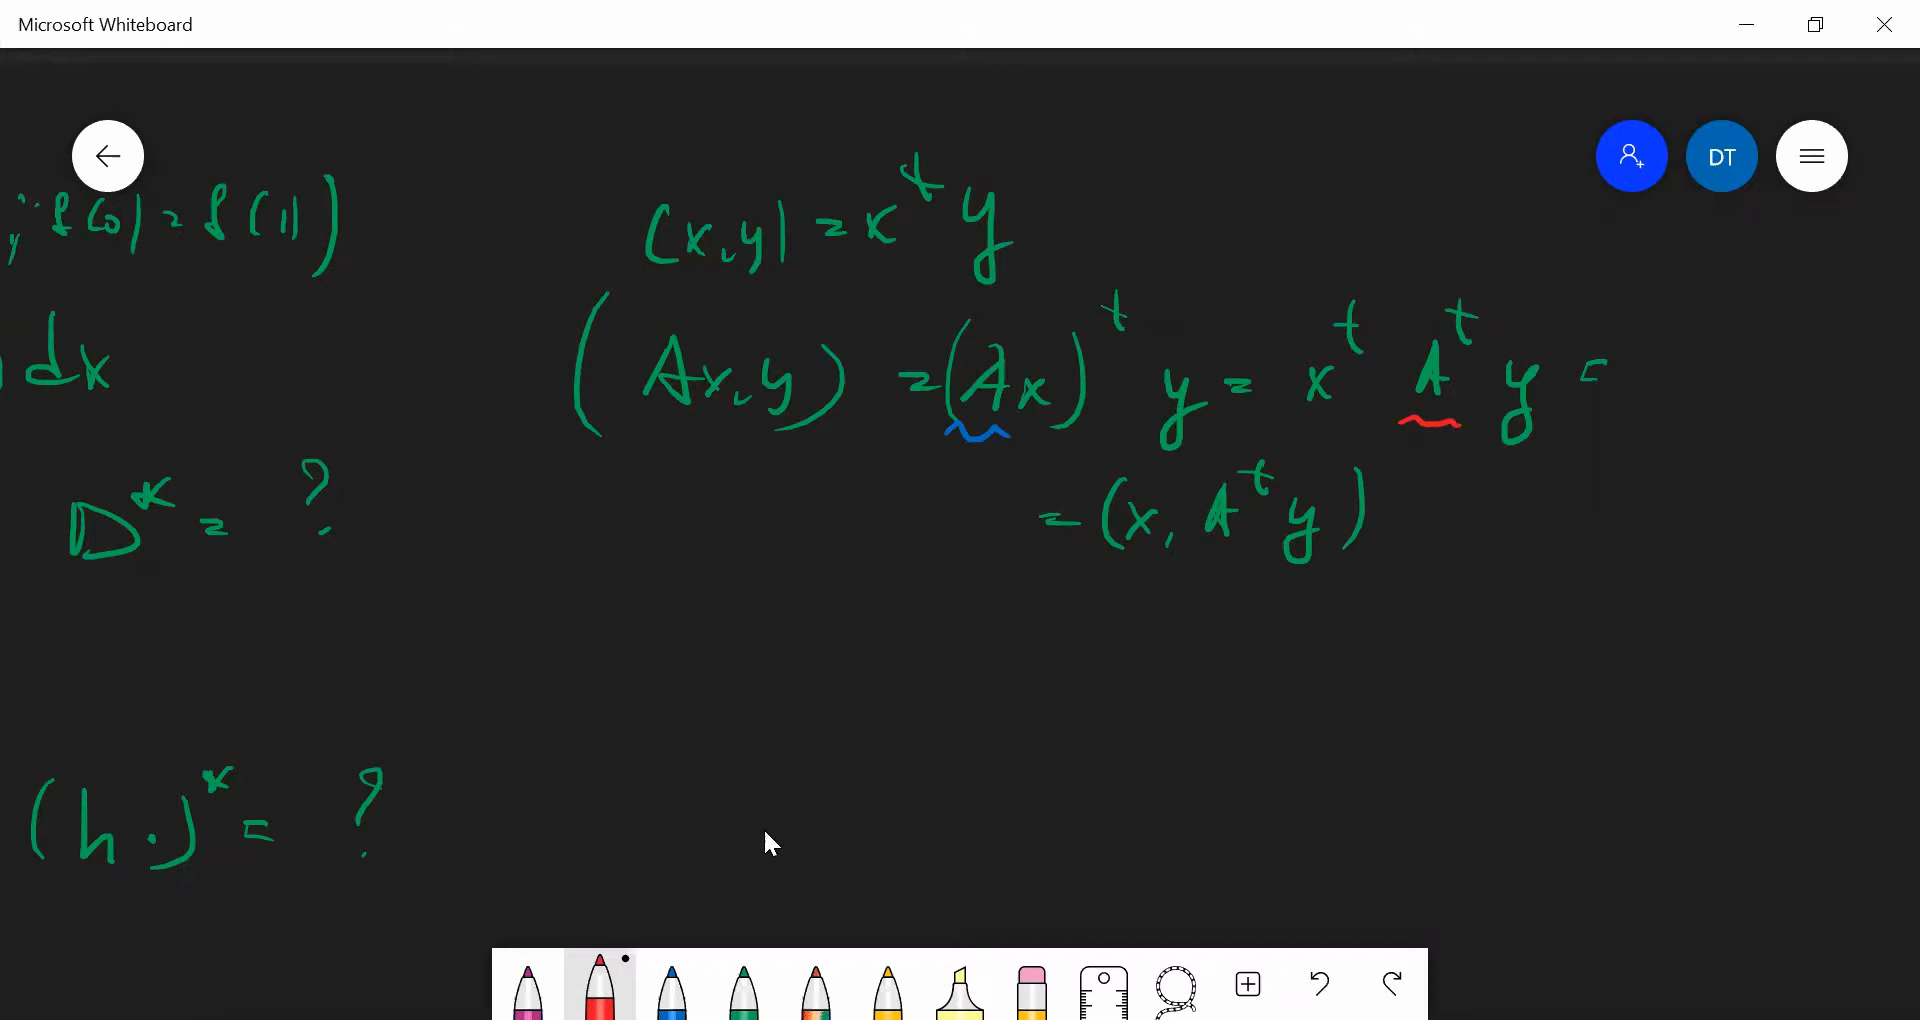 Microsoft Whiteboard
DT
f(0) = f(1))
dx
D* = ?
(h·)* = ?
(x,y) = x^t y
(Ax,y) = (Ax)^t y = x^t A^t y =
= (x, A^t y)